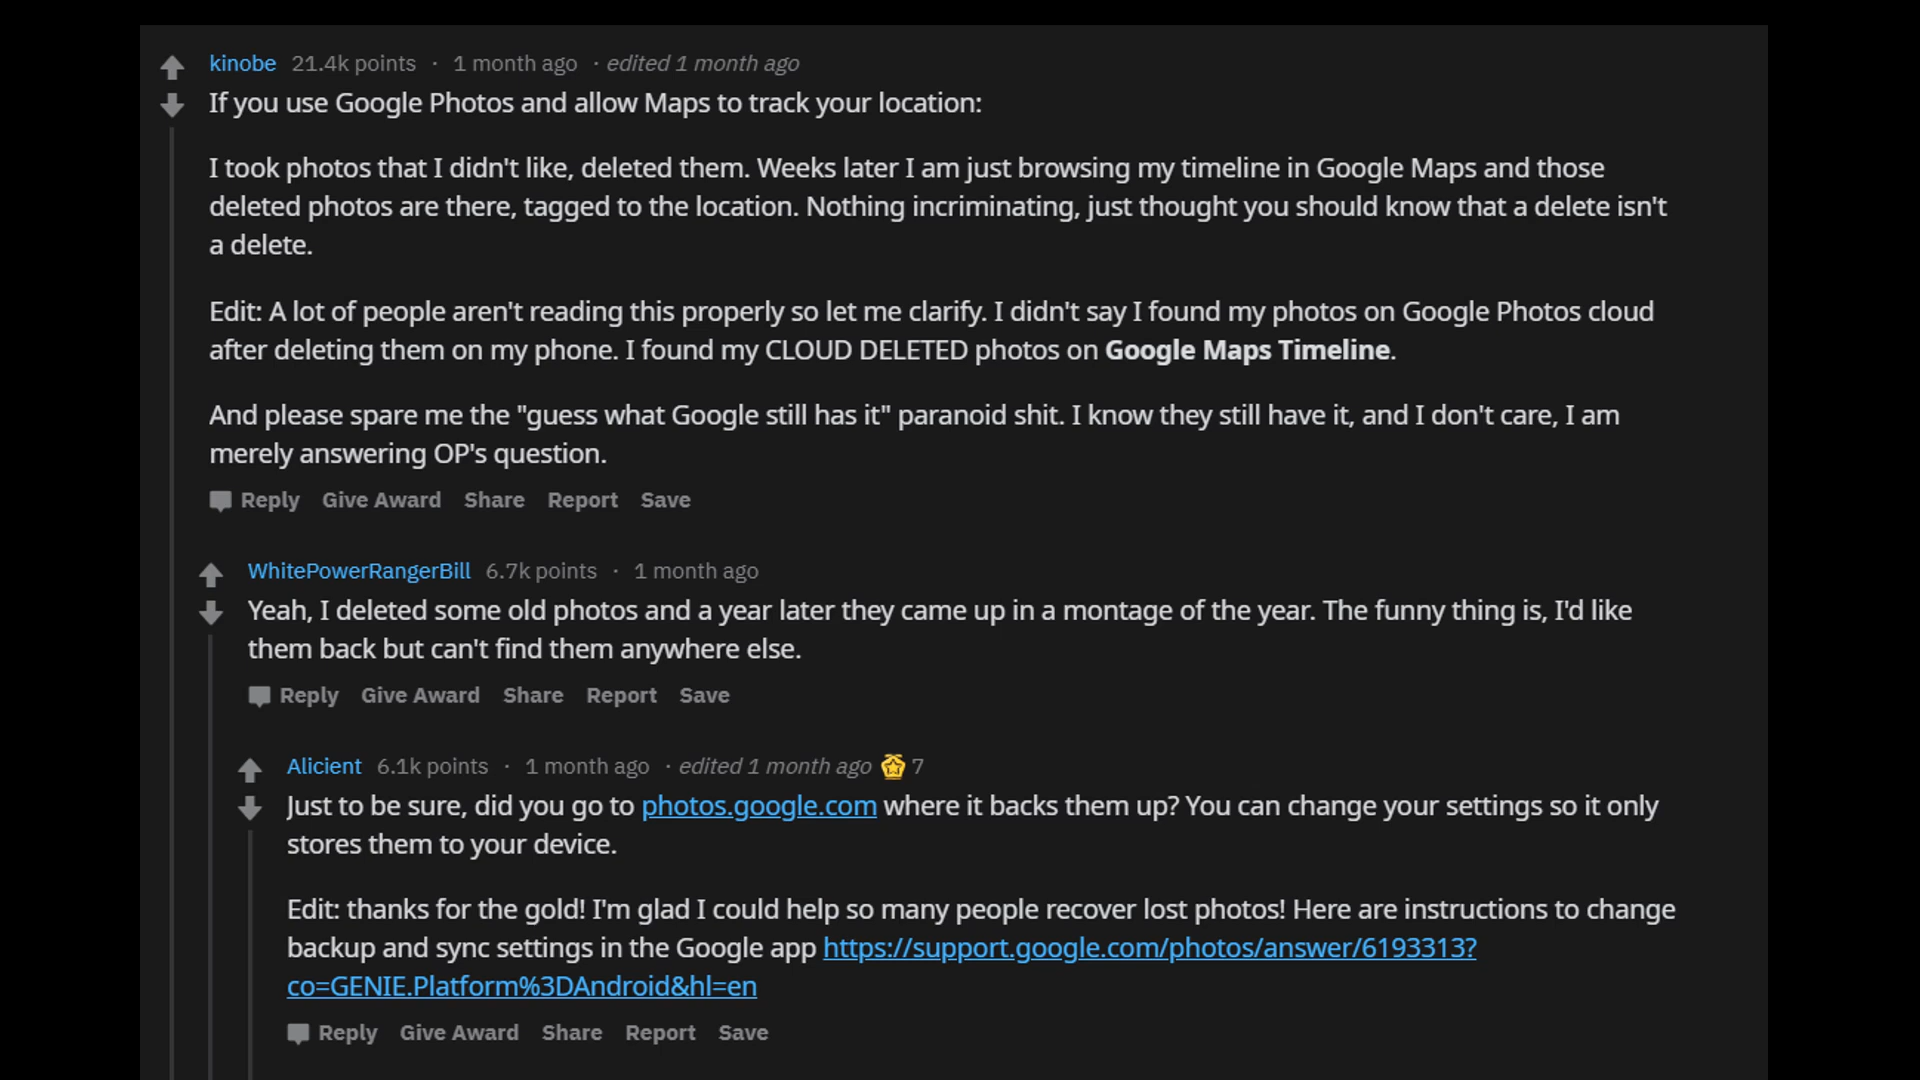 kinobe 21.4k points · 1 month ago · edited 1 month ago
If you use Google Photos and allow Maps to track your location:
I took photos that I didn't like, deleted them. Weeks later I am just browsing my timeline in Google Maps and those
deleted photos are there, tagged to the location. Nothing incriminating, just thought you should know that a delete isn't
a delete.
Edit: A lot of people aren't reading this properly so let me clarify. I didn't say I found my photos on Google Photos cloud
after deleting them on my phone. I found my CLOUD DELETED photos on Google Maps Timeline.
And please spare me the "guess what Google still has it" paranoid shit. I know they still have it, and I don't care, I am
merely answering OP's question.
Reply Give Award Share Report Save
WhitePowerRangerBill 6.7k points · 1 month ago
Yeah, I deleted some old photos and a year later they came up in a montage of the year. The funny thing is, I'd like
them back but can't find them anywhere else.
Reply Give Award Share Report Save
Alicient 6.1k points · 1 month ago · edited 1 month ago 7
Just to be sure, did you go to photos.google.com where it backs them up? You can change your settings so it only
stores them to your device.
Edit: thanks for the gold! I'm glad I could help so many people recover lost photos! Here are instructions to change
backup and sync settings in the Google app https://support.google.com/photos/answer/6193313?
co=GENIE.Platform%3DAndroid&hl=en
Reply Give Award Share Report Save